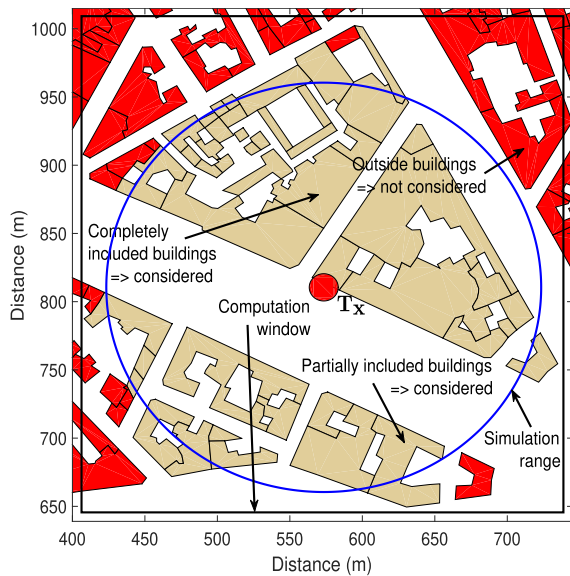 1000
950
900
850
800
750
700
650
400
450
500
550
600
650
700
Distance (m)
Distance (m)
Outside buildings
=> not considered
Completely
included buildings
=> considered
Computation
window
Tx
Partially included buildings
=> considered
Simulation
range